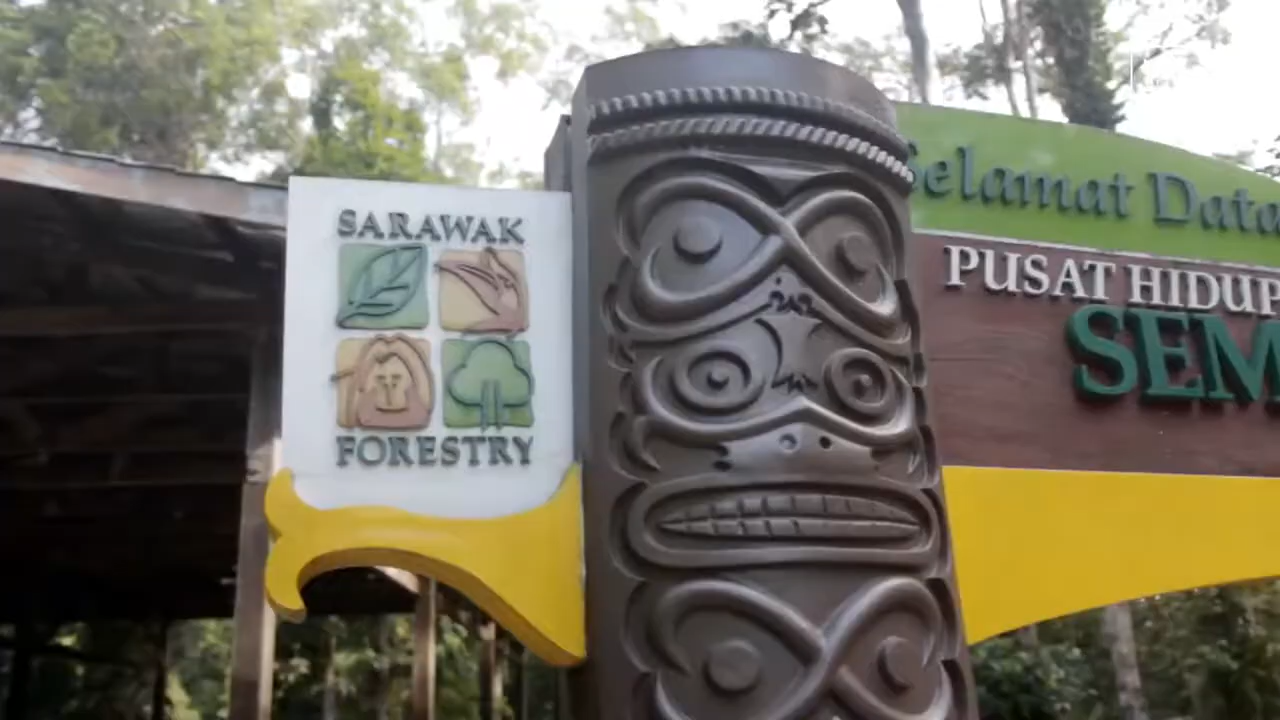 SARAWAK
FORESTRY
Selamat Data
PUSAT HIDUP
SEM